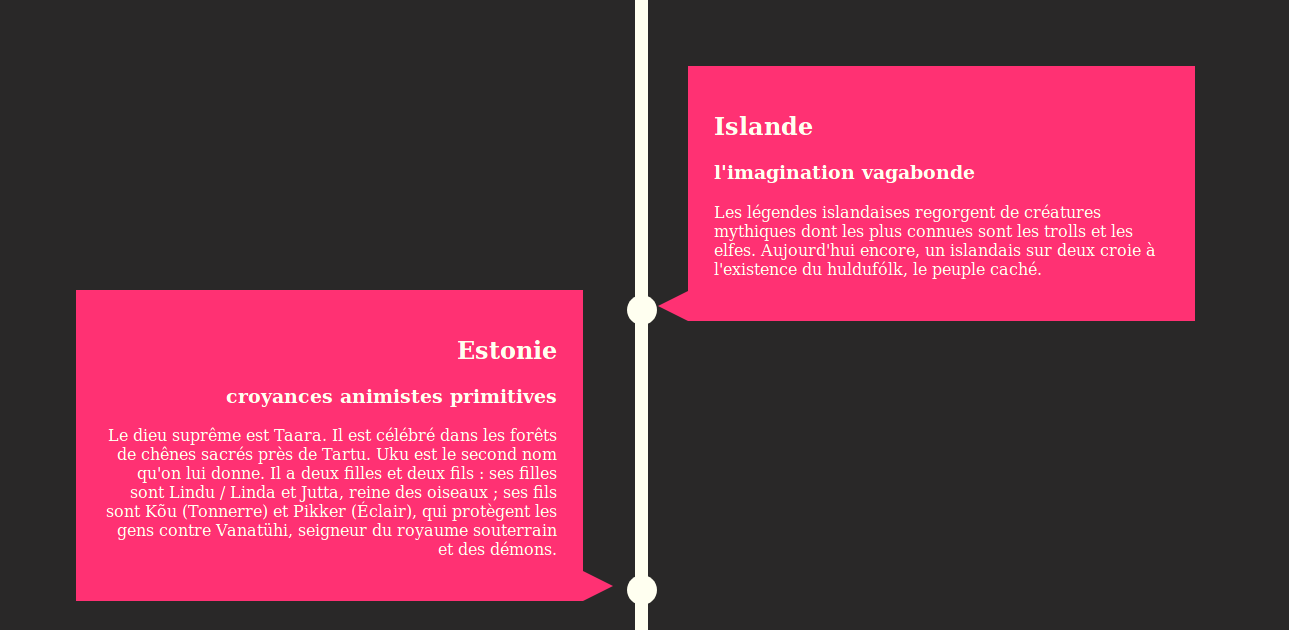 Islande
l'imagination vagabonde
Les légendes islandaises regorgent de créatures
mythiques dont les plus connues sont les trolls et les
elfes. Aujourd'hui encore, un islandais sur deux croie à
l'existence du huldufólk, le peuple caché.
Estonie
croyances animistes primitives
Le dieu suprême est Taara. Il est célébré dans les forêts
de chênes sacrés près de Tartu. Uku est le second nom
qu'on lui donne. Il a deux filles et deux fils : ses filles
sont Lindu / Linda et Jutta, reine des oiseaux ; ses fils
sont Kõu (Tonnerre) et Pikker (Éclair), qui protègent les
gens contre Vanatühi, seigneur du royaume souterrain
et des démons.